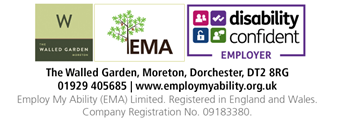 W
THE
WALLED GARDEN
MORETON
EMA
disability
confident
EMPLOYER
The Walled Garden, Moreton, Dorchester, DT2 8RG
01929 405685 | www.employmyability.org.uk
Employ My Ability (EMA) Limited. Registered in England and Wales.
Company Registration No. 09183380.